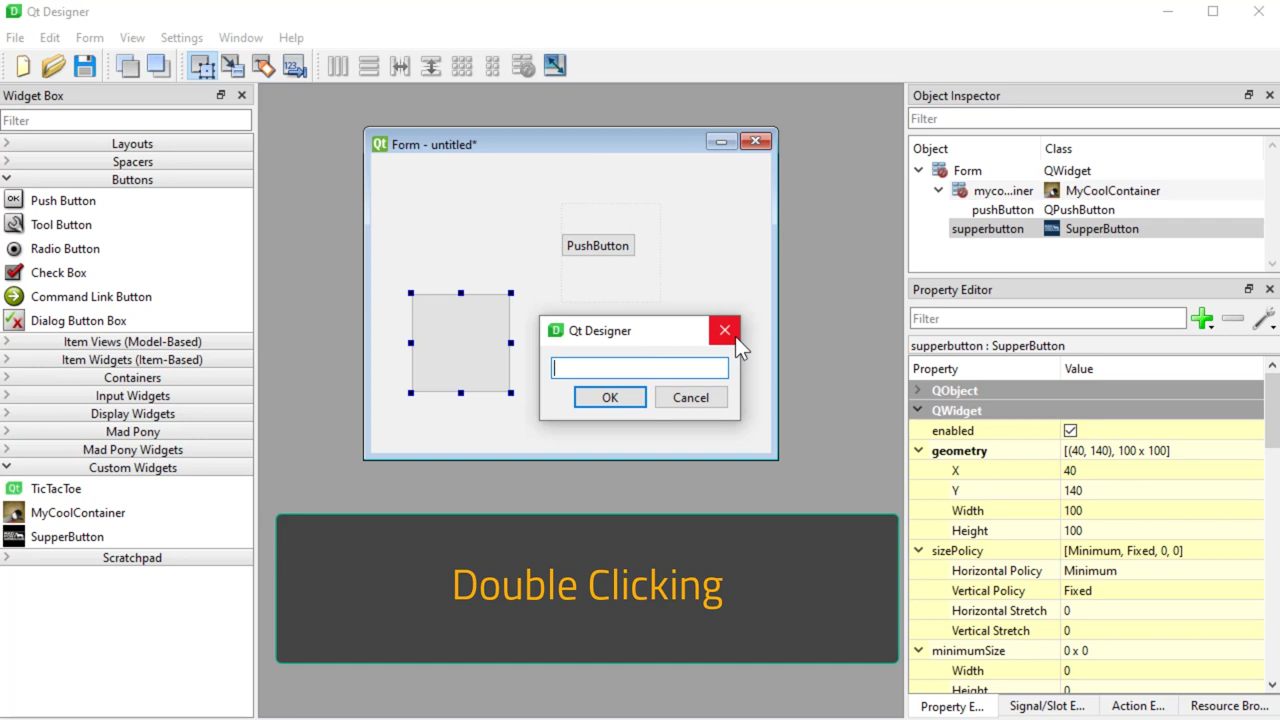 Qt Designer
File Edit Form View Settings Window Help
Widget Box
Filter
Layouts
Spacers
Buttons
Push Button
Tool Button
Radio Button
Check Box
Command Link Button
Dialog Button Box
Item Views (Model-Based)
Item Widgets (Item-Based)
Containers
Input Widgets
Display Widgets
Mad Pony
Mad Pony Widgets
Custom Widgets
TicTacToe
MyCoolContainer
SupperButton
Scratchpad
Form - untitled*
PushButton
Qt Designer
OK Cancel
Double Clicking
Object Inspector
Filter
Object Class
Form QWidget
myco...iner MyCoolContainer
pushButton QPushButton
supperbutton SupperButton
Property Editor
Filter
supperbutton : SupperButton
Property Value
QObject
QWidget
enabled
geometry [(40, 140), 100 x 100]
X 40
Y 140
Width 100
Height 100
sizePolicy [Minimum, Fixed, 0, 0]
Horizontal Policy Minimum
Vertical Policy Fixed
Horizontal Stretch 0
Vertical Stretch 0
minimumSize 0 x 0
Width 0
Height 0
Property E... Signal/Slot E... Action E... Resource Bro...